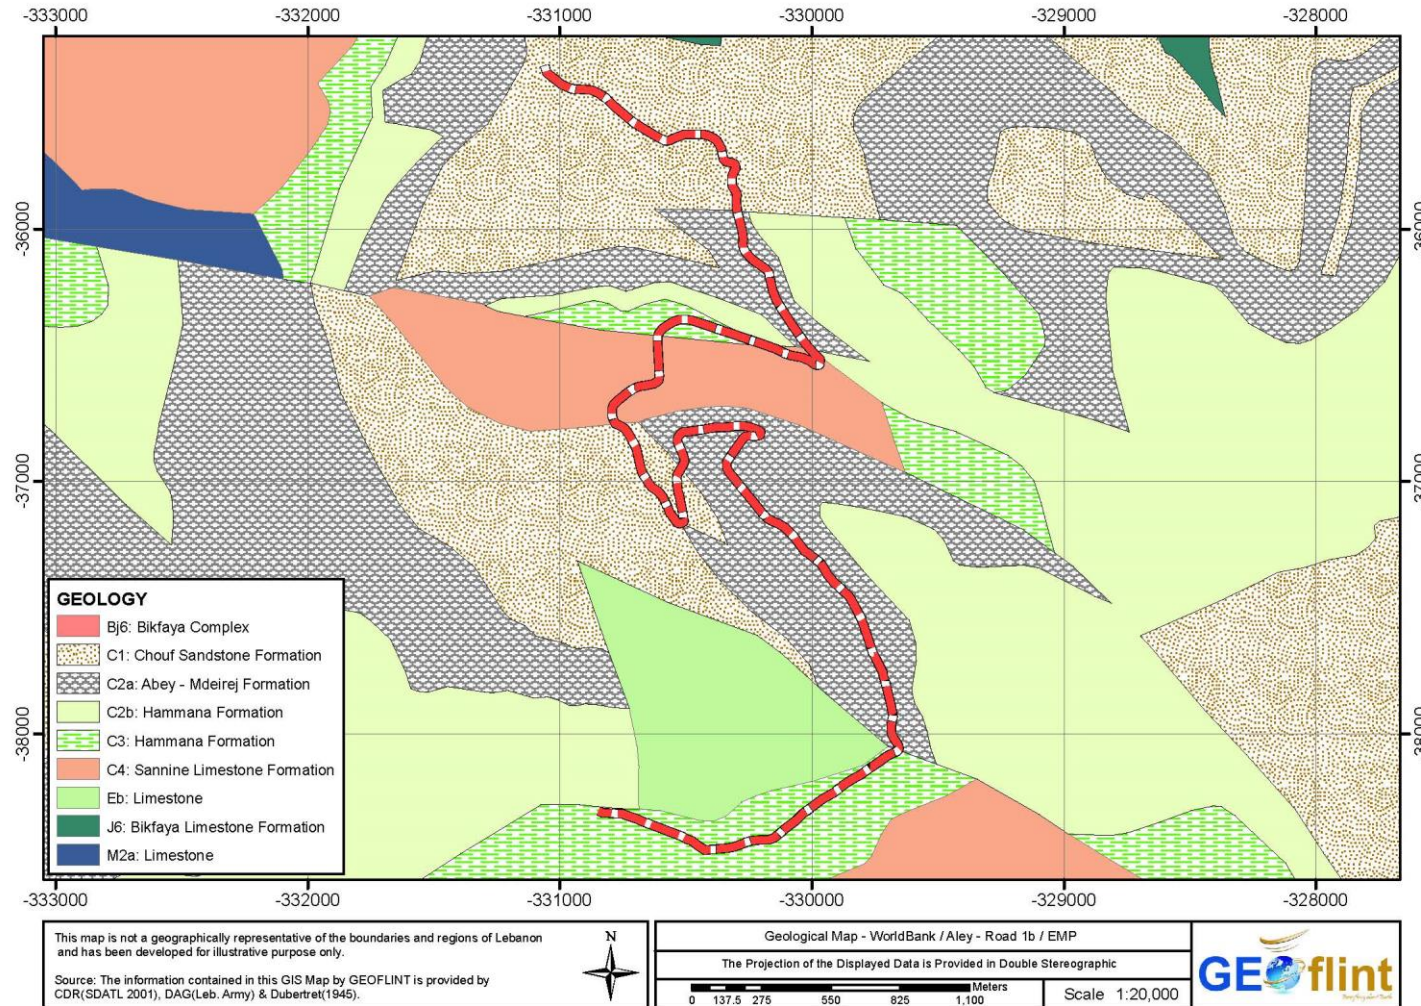 -333000 -332000 -331000 -330000 -329000 -328000
-36000 -36000
-37000 -37000
-38000 -38000
GEOLOGY
Bj6: Bikfaya Complex
C1: Chouf Sandstone Formation
C2a: Abey - Mdeirej Formation
C2b: Hammana Formation
C3: Hammana Formation
C4: Sannine Limestone Formation
Eb: Limestone
J6: Bikfaya Limestone Formation
M2a: Limestone
-333000 -332000 -331000 -330000 -329000 -328000
This map is not a geographically representative of the boundaries and regions of Lebanon
and has been developed for illustrative purpose only.
Source: The information contained in this GIS Map by GEOFLINT is provided by
CDR(SDATL 2001), DAG(Leb. Army) & Dubertret(1945).
N
Geological Map - WorldBank / Aley - Road 1b / EMP
The Projection of the Displayed Data is Provided in Double Stereographic
Meters
0 137.5 275 550 825 1,100
Scale 1:20,000
GEOflint